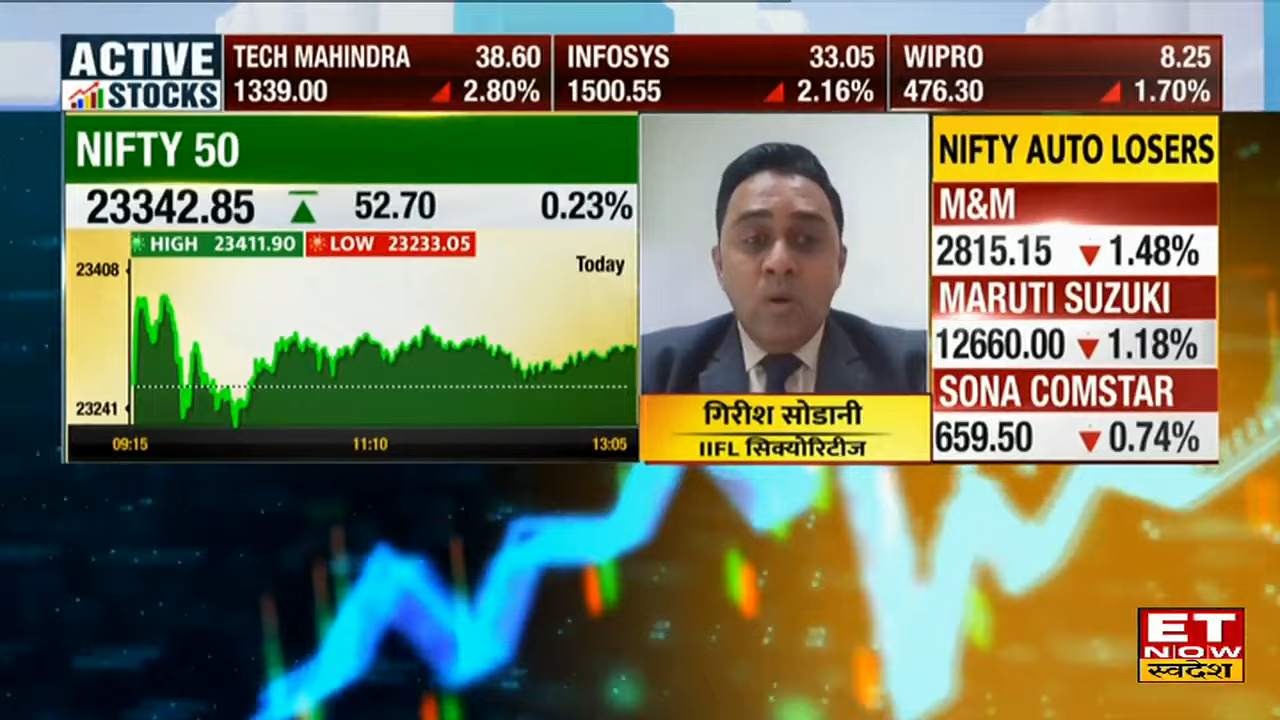 ACTIVE
STOCKS
TECH MAHINDRA 38.60
1339.00 2.80%
INFOSYS 33.05
1500.55 2.16%
WIPRO 8.25
476.30 1.70%
NIFTY 50
23342.85 52.70 0.23%
HIGH 23411.90 LOW 23233.05
Today
23408
23241
09:15 11:10 13:05
गिरीश सोडानी
IIFL सिक्योरिटीज
NIFTY AUTO LOSERS
M&M
2815.15 1.48%
MARUTI SUZUKI
12660.00 1.18%
SONA COMSTAR
659.50 0.74%
ET
NOW
स्वदेश